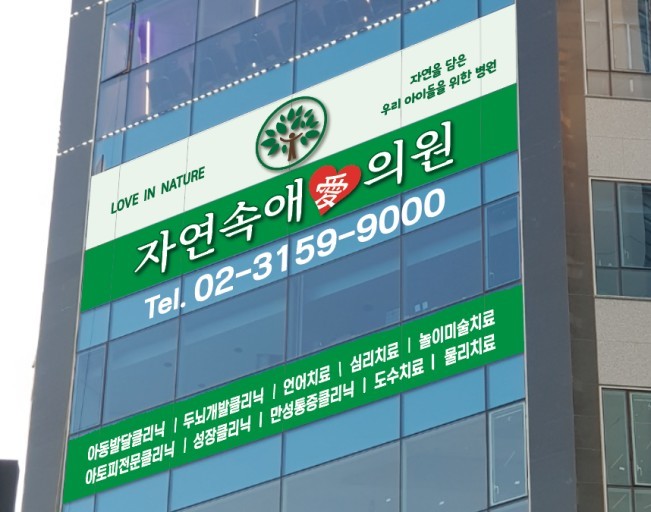 자연을 담은
우리 아이들을 위한 병원
LOVE IN NATURE
자연속애 愛 의원
Tel. 02-3159-9000
아동발달클리닉 | 두뇌개발클리닉 | 언어치료 | 심리치료 | 놀이미술치료
아토피전문클리닉 | 성장클리닉 | 만성통증클리닉 | 도수치료 | 물리치료